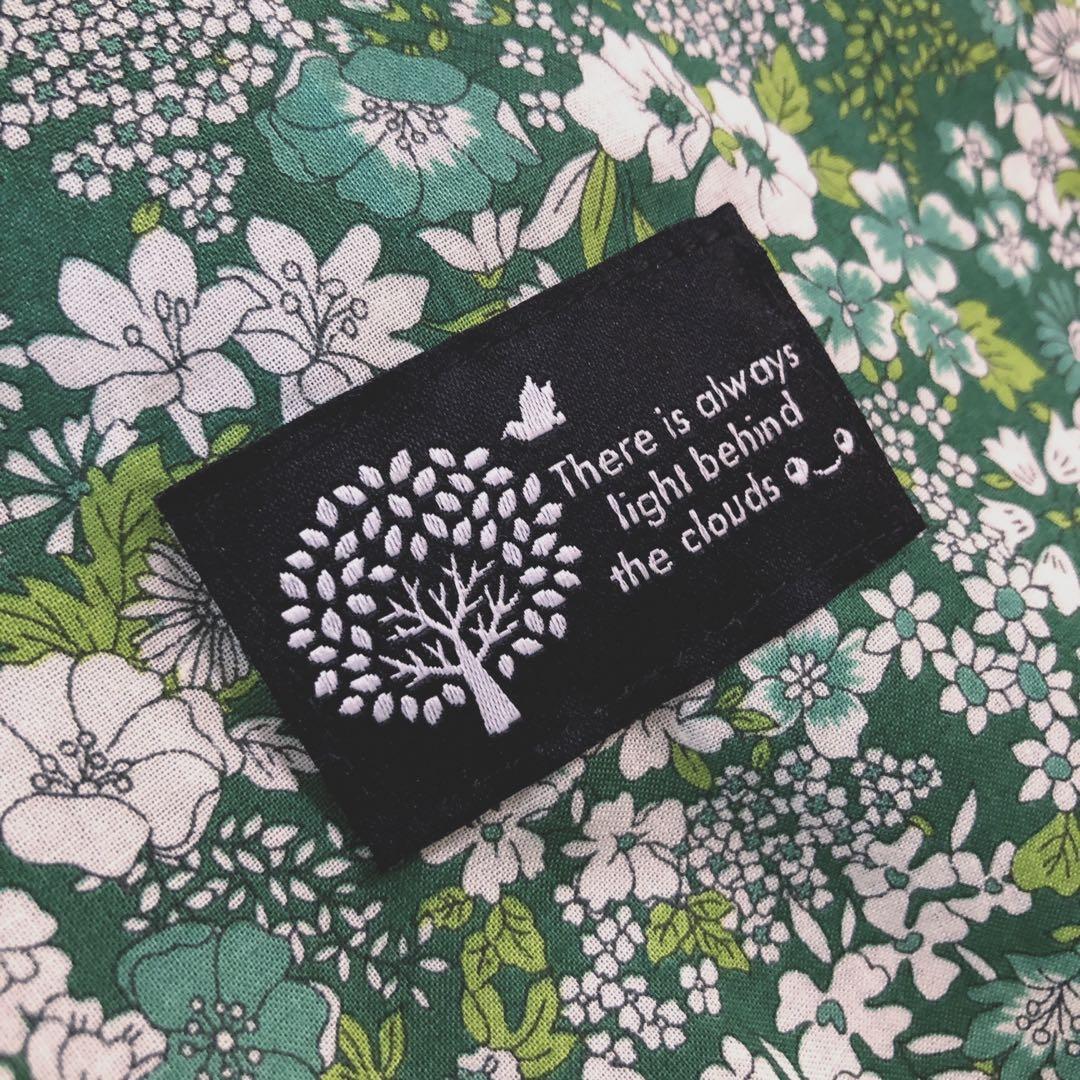 There is always
light behind
the clouds